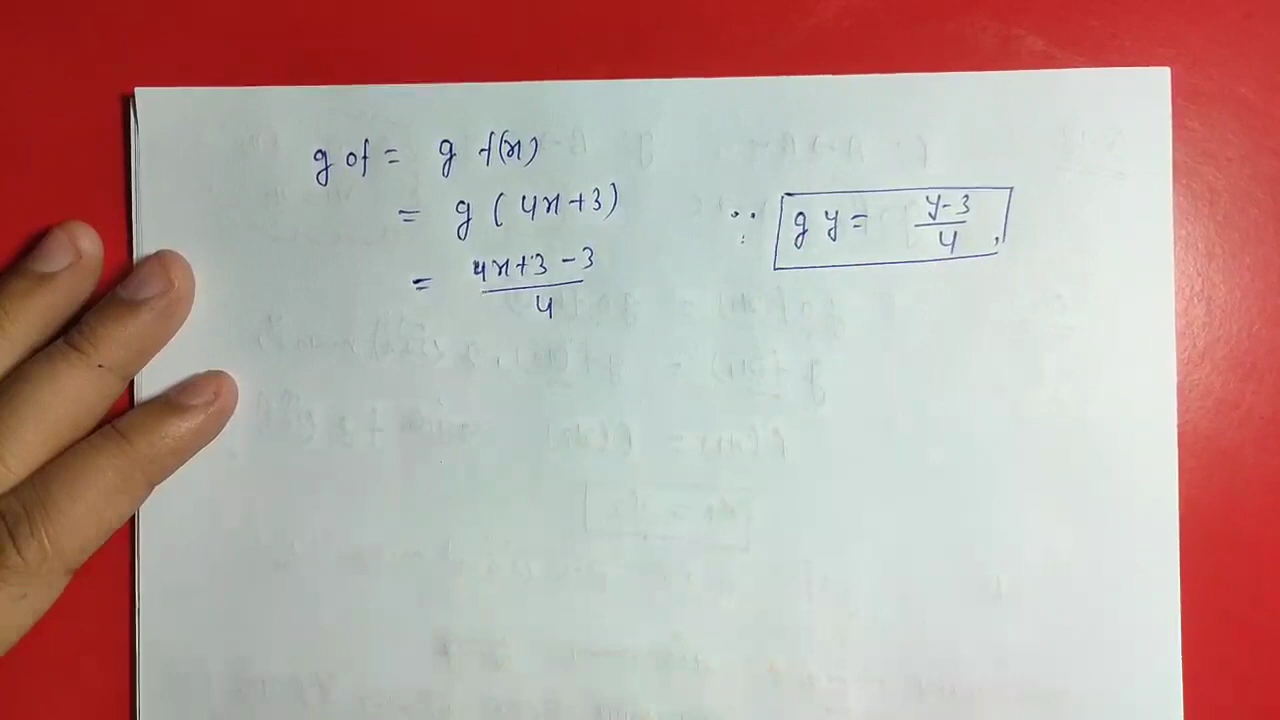 g of = g f(x)
= g (4x+3)
∵ g y = y-3/4,
= 4x+3-3/4